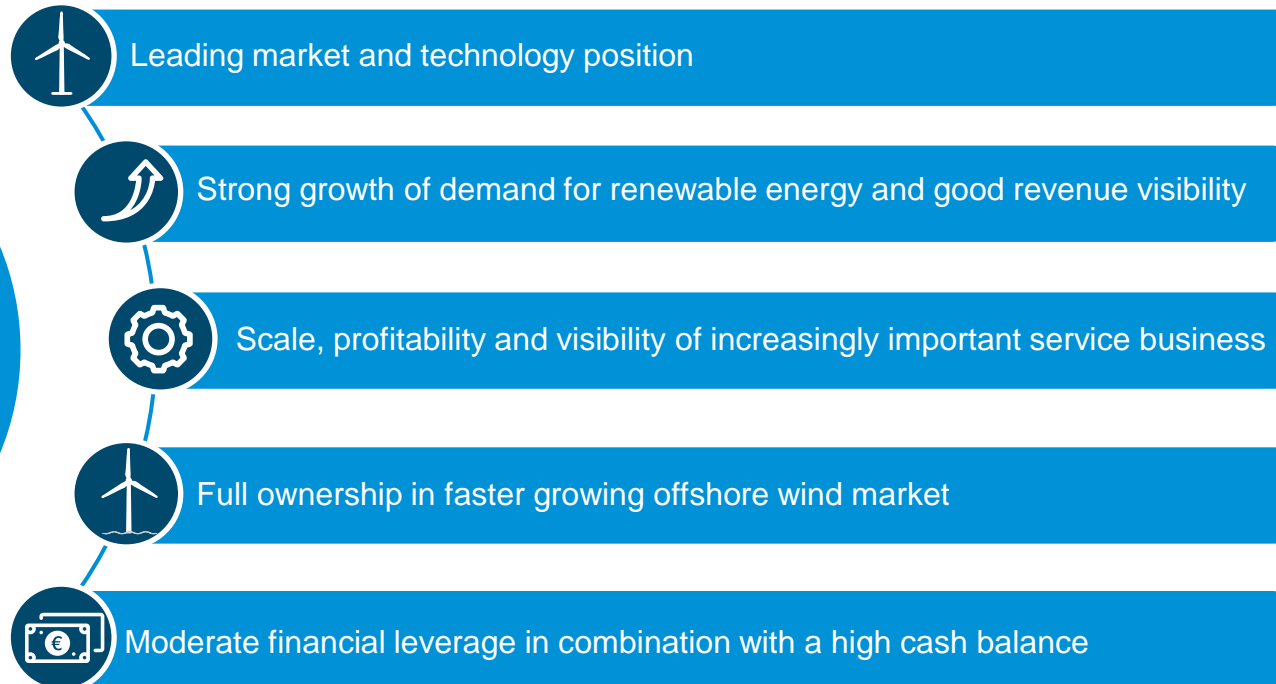 Leading market and technology position
Strong growth of demand for renewable energy and good revenue visibility
Scale, profitability and visibility of increasingly important service business
Full ownership in faster growing offshore wind market
€
Moderate financial leverage in combination with a high cash balance